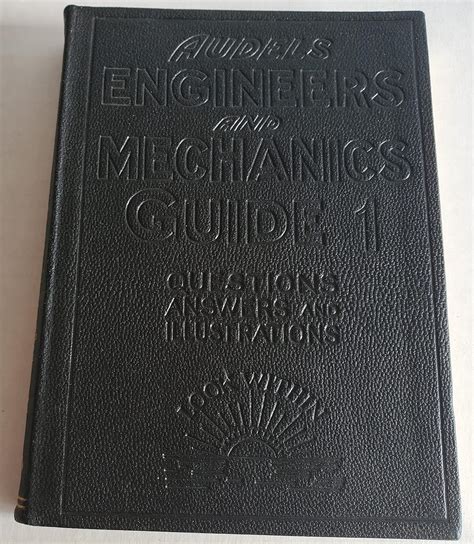 AUDELS
ENGINEERS
AND
MECHANICS
GUIDE 1
QUESTIONS
ANSWERS AND
ILLUSTRATIONS
LOOK WITHIN